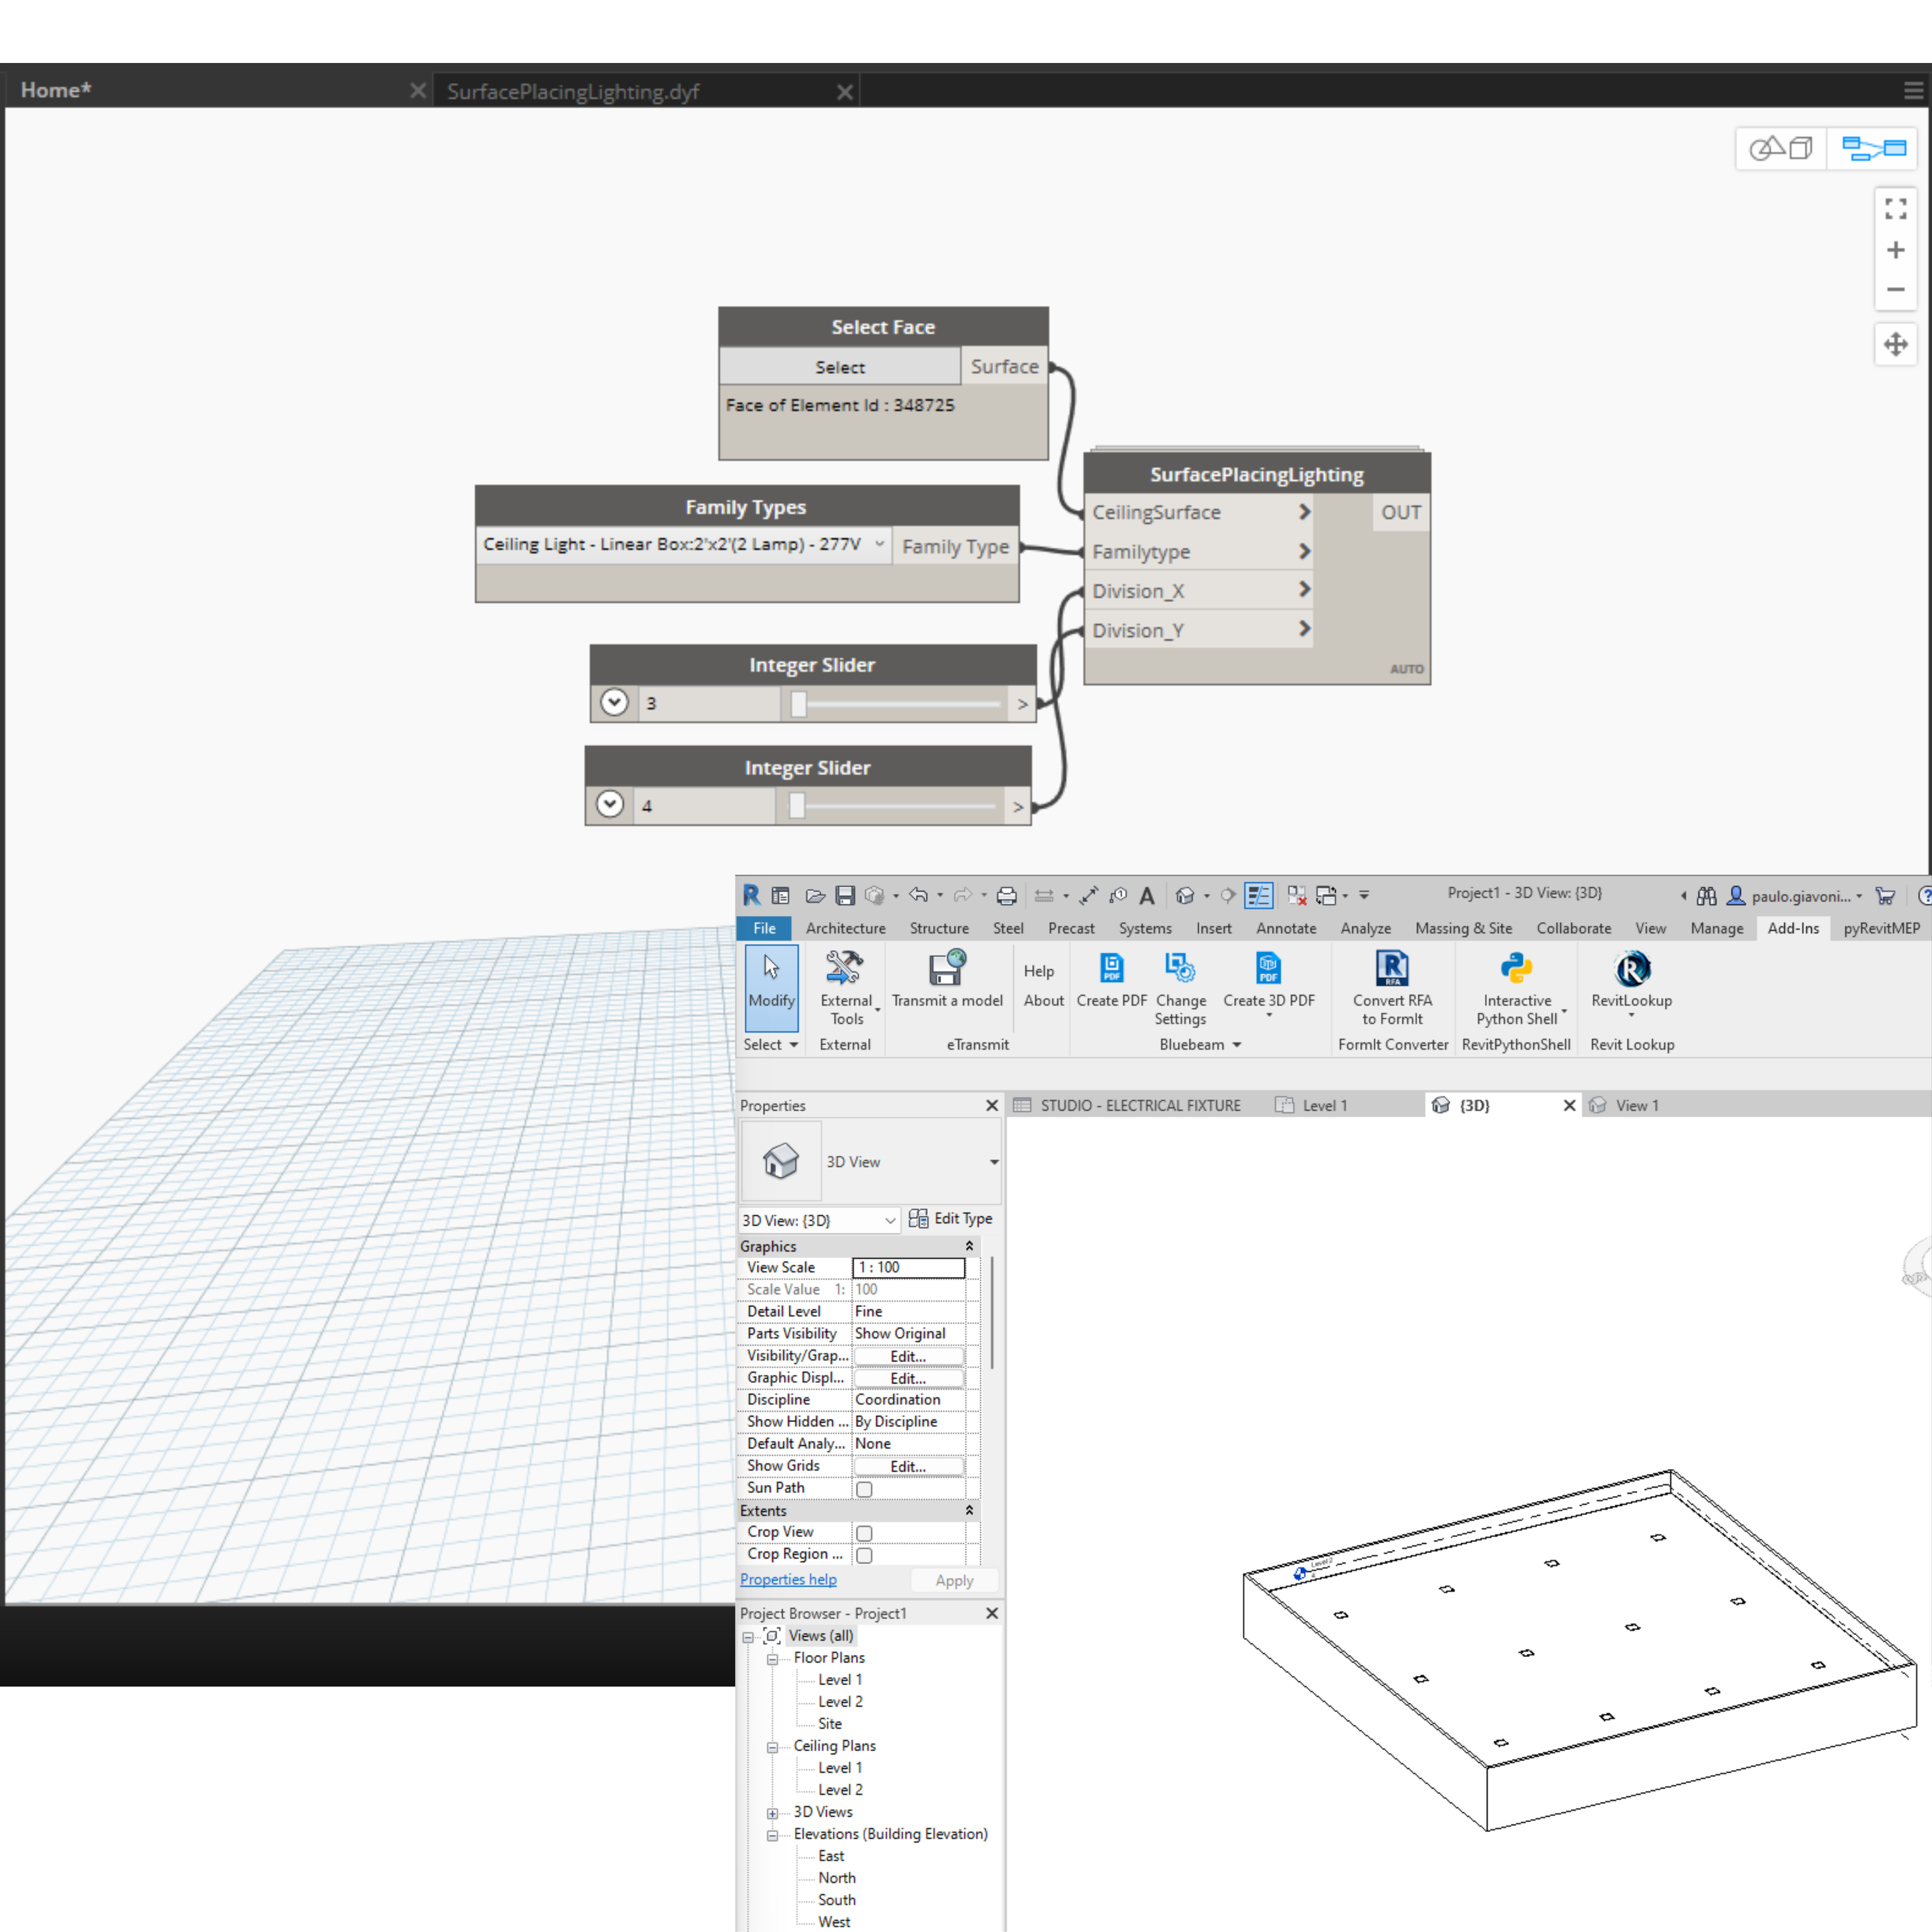 Home*
SurfacePlacingLighting.dyf
Select Face
Select
Surface
Face of Element Id : 348725
SurfacePlacingLighting
CeilingSurface
OUT
Familytype
Division_X
Division_Y
AUTO
Family Types
Ceiling Light - Linear Box:2'x2'(2 Lamp) - 277V
Family Type
Integer Slider
3
>
Integer Slider
4
>
Project1 - 3D View: {3D}
paulo.giavoni...
File Architecture Structure Steel Precast Systems Insert Annotate Analyze Massing & Site Collaborate View Manage Add-Ins pyRevitMEP
Modify
External
Tools
Transmit a model
Help
About
Create PDF
Change
Settings
Create 3D PDF
Convert RFA
to FormIt
Interactive
Python Shell
RevitLookup
Select External eTransmit Bluebeam FormIt Converter RevitPythonShell Revit Lookup
Properties
STUDIO - ELECTRICAL FIXTURE
Level 1
{3D}
View 1
3D View
3D View: {3D}
Edit Type
Graphics
View Scale 1 : 100
Scale Value 1: 100
Detail Level Fine
Parts Visibility Show Original
Visibility/Grap... Edit...
Graphic Displ... Edit...
Discipline Coordination
Show Hidden ... By Discipline
Default Analy... None
Show Grids Edit...
Sun Path
Extents
Crop View
Crop Region ...
Properties help
Apply
Project Browser - Project1
Views (all)
Floor Plans
Level 1
Level 2
Site
Ceiling Plans
Level 1
Level 2
3D Views
Elevations (Building Elevation)
East
North
South
West
Level 2